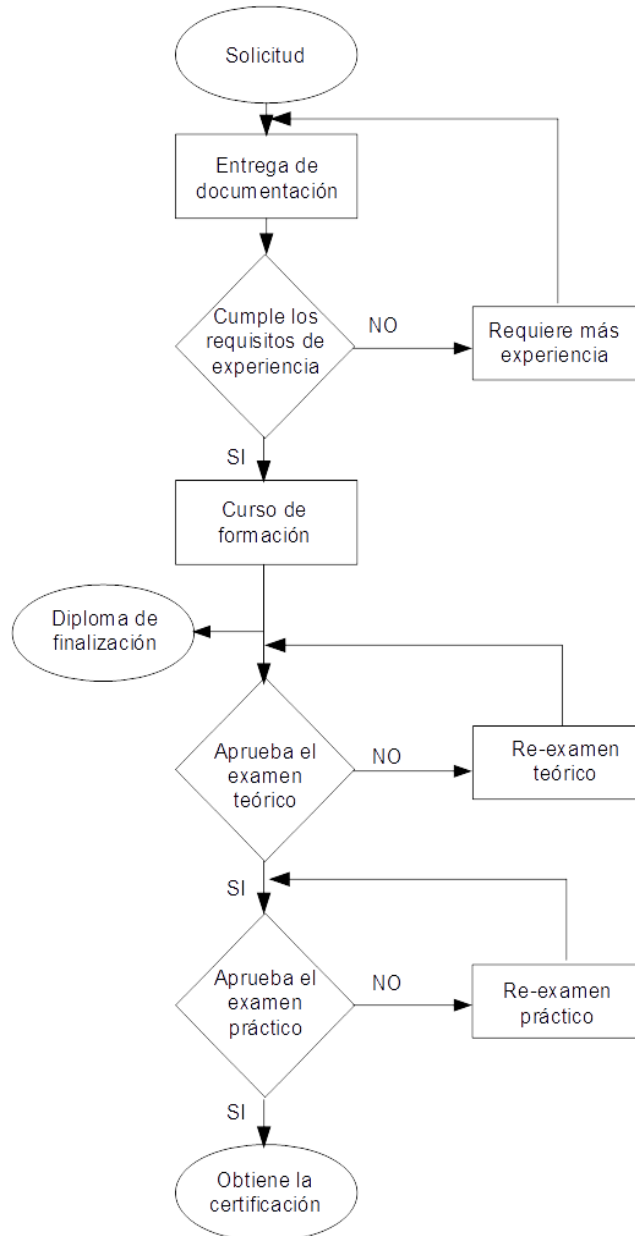 Solicitud
Entrega de
documentación
Cumple los
requisitos de
experiencia
NO
Requiere más
experiencia
SI
Curso de
formación
Diploma de
finalización
Aprueba el
examen
teórico
NO
Re-examen
teórico
SI
Aprueba el
examen
práctico
NO
Re-examen
práctico
SI
Obtiene la
certificación